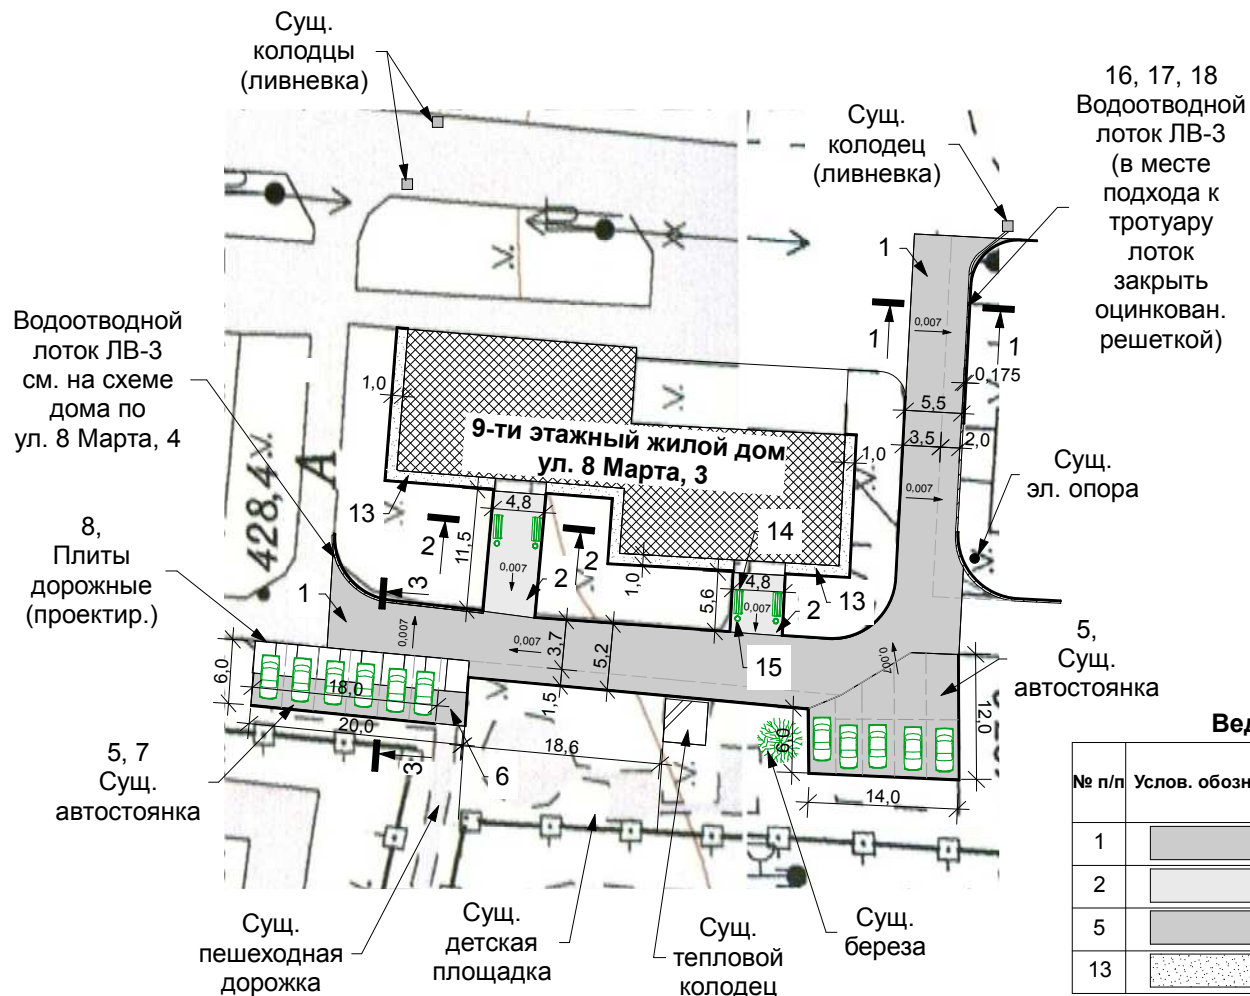 Сущ.
колодцы
(ливневка)
Сущ.
колодец
(ливневка)
16, 17, 18
Водоотводной
лоток ЛВ-3
(в месте
подхода к
тротуару
лоток
закрыть
оцинкован.
решеткой)
Водоотводной
лоток ЛВ-3
см. на схеме
дома по
ул. 8 Марта, 4
8,
Плиты
дорожные
(проектир.)
5, 7
Сущ.
автостоянка
Сущ.
пешеходная
дорожка
Сущ.
детская
площадка
Сущ.
тепловой
колодец
Сущ.
береза
5,
Сущ.
автостоянка
Сущ.
эл. опора
9-ти этажный жилой дом
ул. 8 Марта, 3
428,4
А
1
0,007
1
1
0,175
5,5
3,5
2,0
0,007
1,0
1,0
13
4,8
2
11,5
2
0,007
2
1,0
14
5,6
4,8
0,007
2
13
15
1
3
0,007
0,007
3,7
5,2
1,5
0,007
6,0
18,0
20,0
18,6
3
6
6,0
12,0
14,0
Вед
№ п/п
Услов. обозн
1
2
5
13